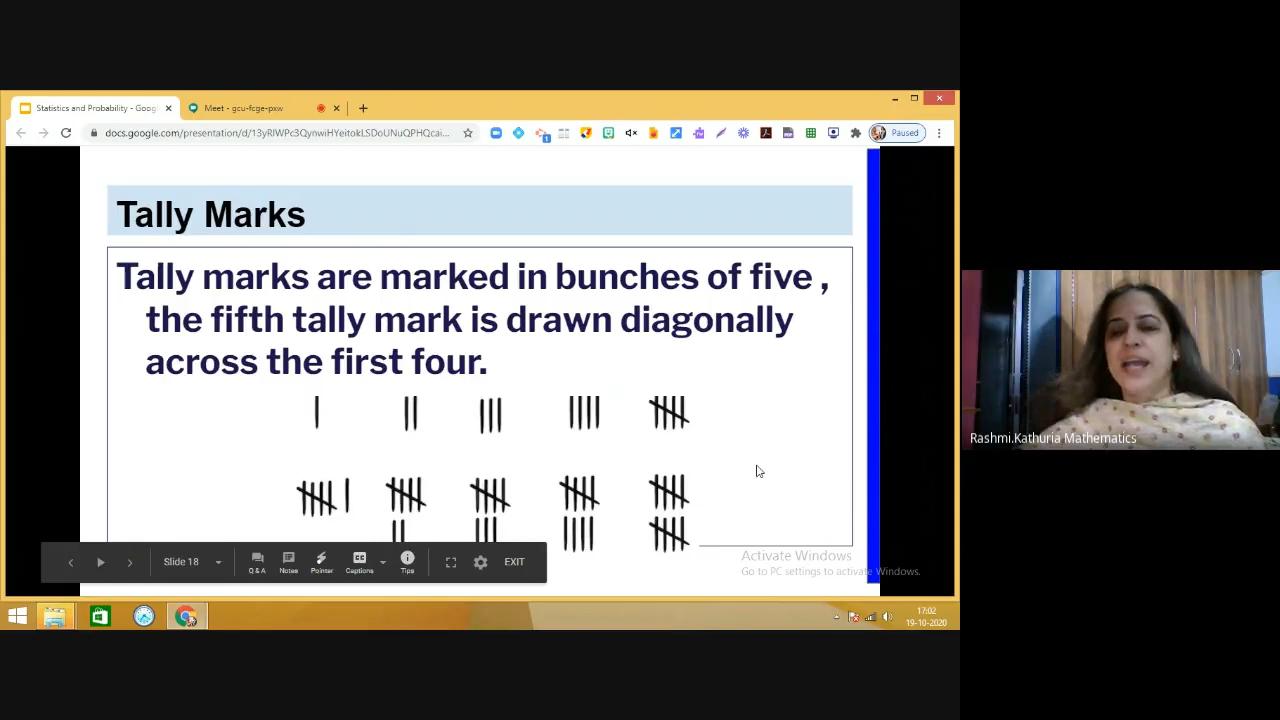 Statistics and Probability - Goog
Meet - gcu-fcge-pxw
docs.google.com/presentation/d/13yRlWPc3QynwiHYeitokLSDoUNuQPHQcai...
Paused
Tally Marks
Tally marks are marked in bunches of five ,
the fifth tally mark is drawn diagonally
across the first four.
Rashmi.Kathuria Mathematics
Slide 18
Q & A
Notes
Pointer
Captions
Tips
EXIT
Activate Windows
Go to PC settings to activate Windows.
17:02
19-10-2020